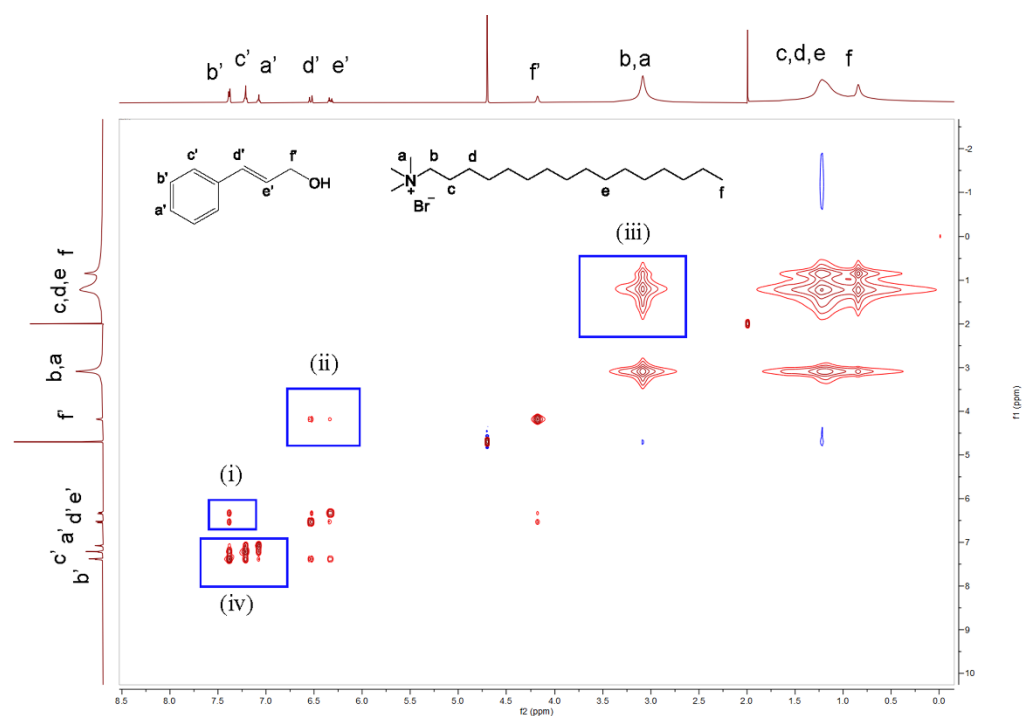 b' c' a' d' e' f' b,a c,d,e f
c' d' f' a b d
b' e' OH N c e f
a' + Br−
(iii)
(ii)
(i)
(iv)
f
c,d,e
b,a
f'
e'
d'
a'
c'
b'
-2
-1
0
1
2
3
4
5
6
7
8
9
10
f1 (ppm)
8.5 8.0 7.5 7.0 6.5 6.0 5.5 5.0 4.5 4.0 3.5 3.0 2.5 2.0 1.5 1.0 0.5 0.0
f2 (ppm)